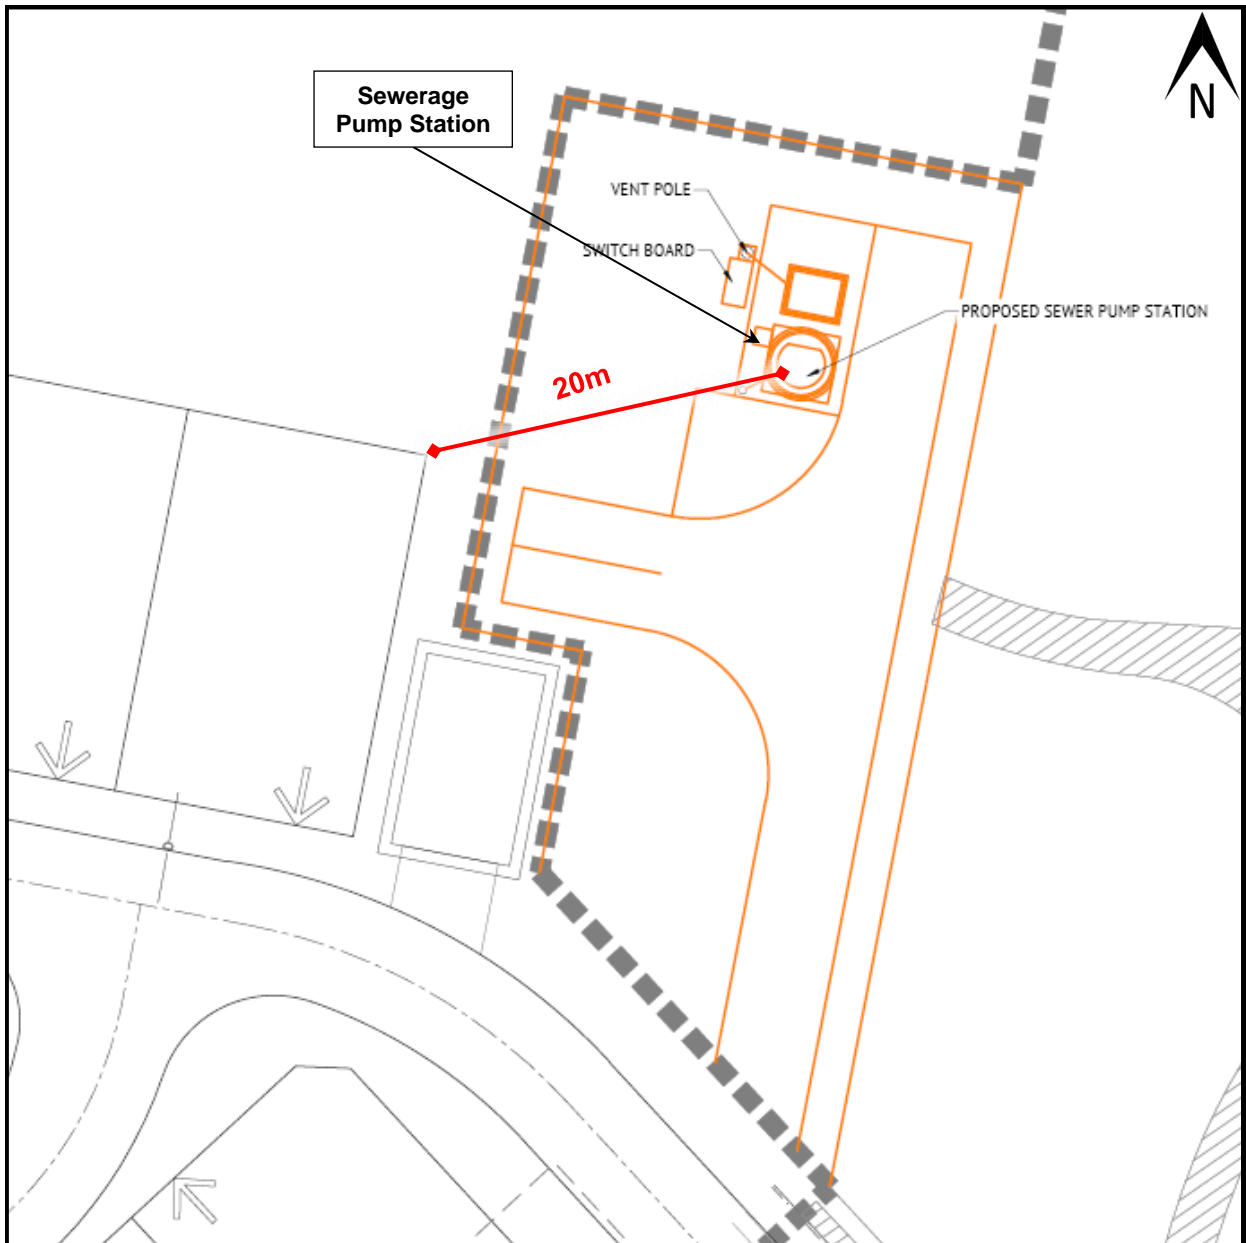 Sewerage
Pump Station
N
VENT POLE
SWITCH BOARD
PROPOSED SEWER PUMP STATION
20m